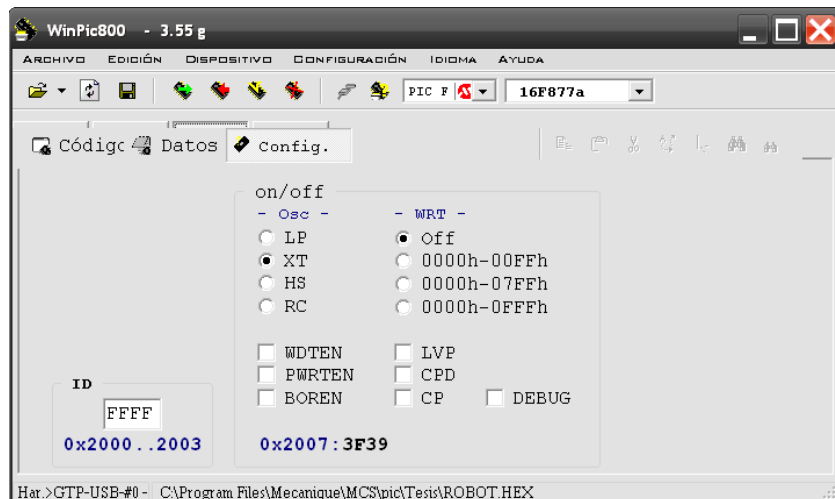 WinPic800 - 3.55 g
Archivo Edición Dispositivo Configuración Idioma Ayuda
PIC F 16F877a
Código Datos Config.
on/off
- Osc - - WRT -
LP Off
XT 0000h-00FFh
HS 0000h-07FFh
RC 0000h-0FFFh
WDTEN LVP
PWRTEN CPD
BOREN CP DEBUG
ID
FFFF
0x2000..2003 0x2007:3F39
Har.>GTP-USB-#0 - C:\Program Files\Mecanique\MCS\pic\Tesis\ROBOT.HEX